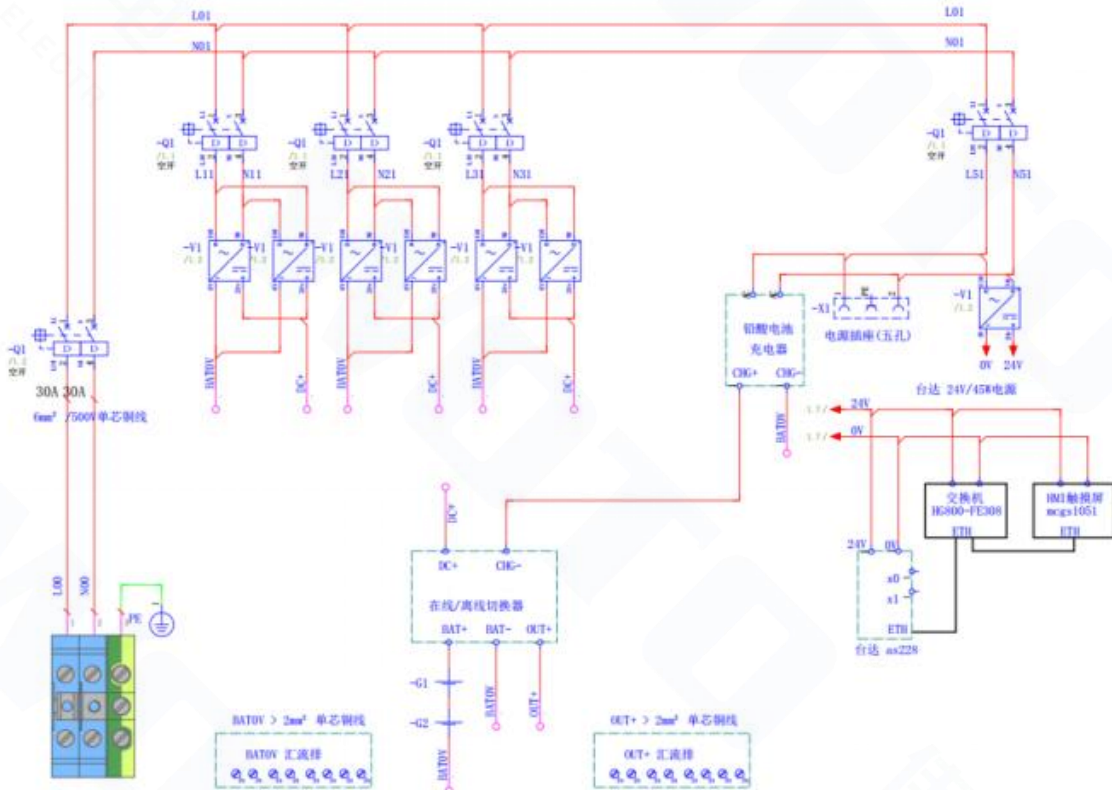 L01
L01
N01
N01
-Q1
空开
-Q1
空开
-Q1
空开
-Q1
空开
L11
N11
L21
N21
L31
N31
L51
N51
-V1
-V1
-V1
-V1
-V1
-V1
BAT0V
DC+
BAT0V
DC+
BAT0V
DC+
-Q1
空开
30A 30A
6mm² /500V单芯铜线
铅酸电池
充电器
CHG+
CHG-
BAT0V
-X1
PE
电源插座(五孔)
-V1
0V
24V
台达 24V/45W电源
24V
0V
交换机
HG800-FE308
ETH
HMI触摸屏
mcgs1051
ETH
24V
0V
x0
x1
ETH
台达 as228
DC+
DC+
CHG-
在线/离线切换器
BAT+
BAT-
OUT+
-G1
-G2
BAT0V
BAT0V
OUT+
L00
N00
PE
BAT0V > 2mm² 单芯铜线
BAT0V 汇流排
OUT+ > 2mm² 单芯铜线
OUT+ 汇流排